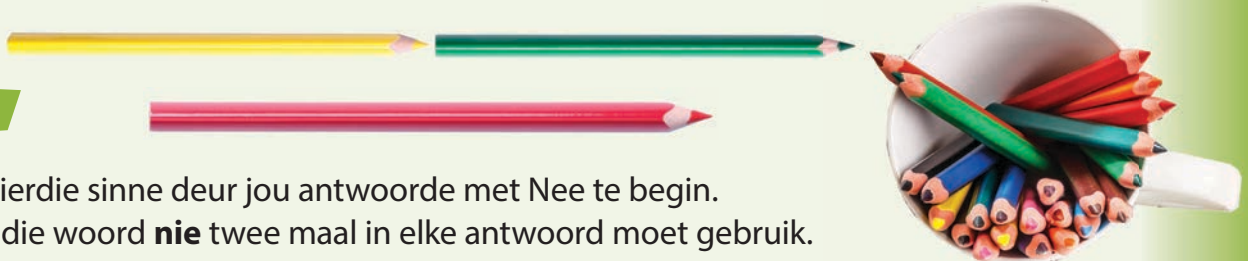 ierdie sinne deur jou antwoorde met Nee te begin.
die woord nie twee maal in elke antwoord moet gebruik.